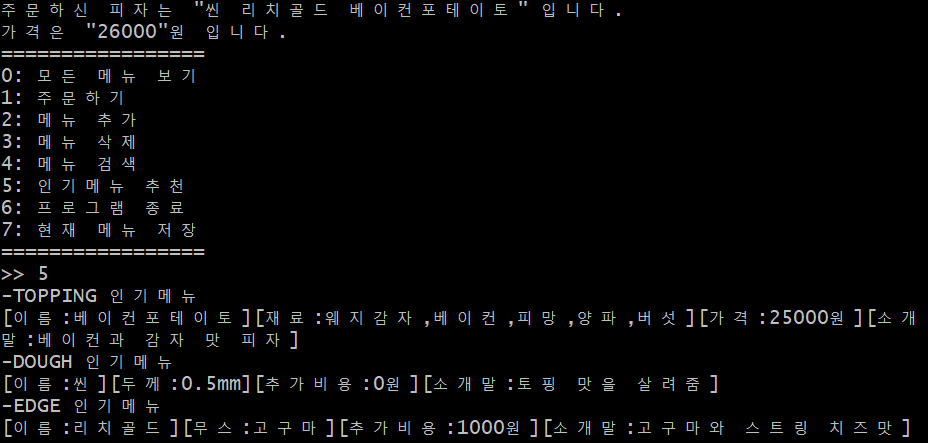 주문하신 피자는 "씬 리치골드 베이컨포테이토" 입니다.
가격은 "26000"원 입니다.
=================
0: 모든 메뉴 보기
1: 주문하기
2: 메뉴 추가
3: 메뉴 삭제
4: 메뉴 검색
5: 인기메뉴 추천
6: 프로그램 종료
7: 현재 메뉴 저장
=================
>> 5
-TOPPING 인기메뉴
[이름:베이컨포테이토][재료:웨지감자,베이컨,피망,양파,버섯][가격:25000원][소개
말:베이컨과 감자 맛 피자]
-DOUGH 인기메뉴
[이름:씬][두께:0.5mm][추가비용:0원][소개말:토핑 맛을 살려줌]
-EDGE 인기메뉴
[이름:리치골드][무스:고구마][추가비용:1000원][소개말:고구마와 스트링 치즈맛]